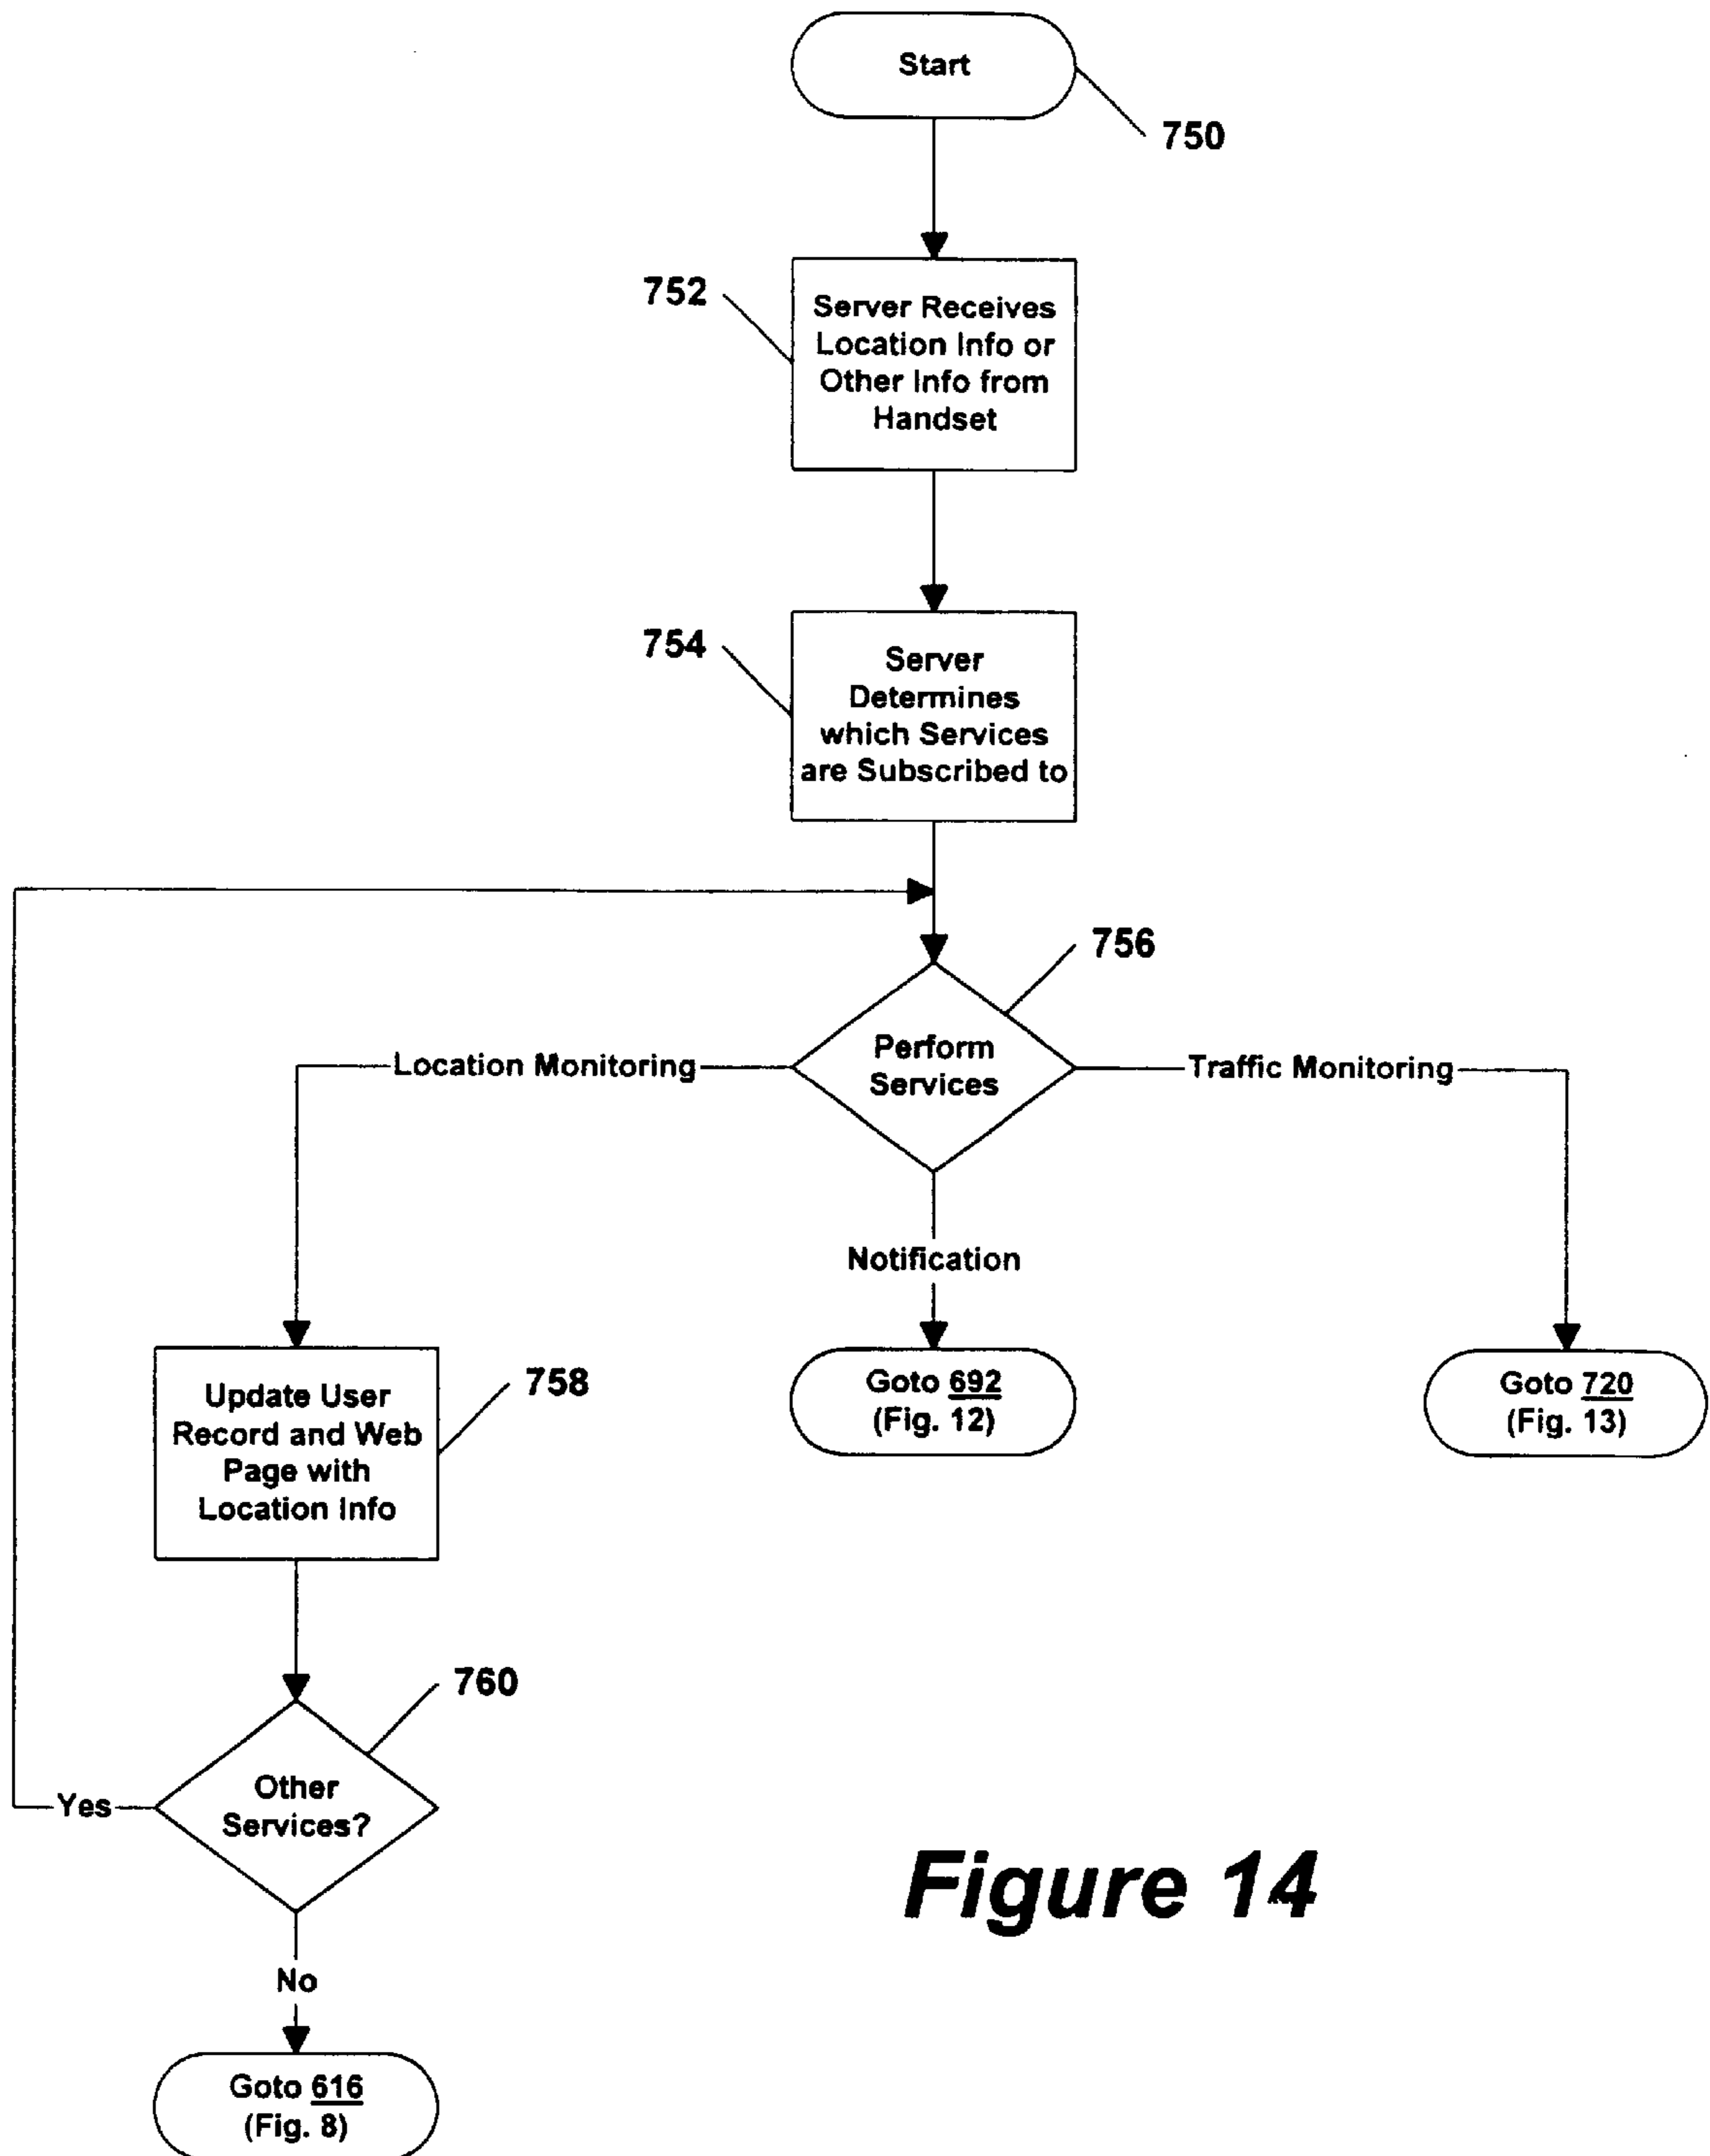 Start
750
752
Server Receives
Location Info or
Other Info from
Handset
754
Server
Determines
which Services
are Subscribed to
756
Perform
Services
Location Monitoring
Traffic Monitoring
Notification
Update User
Record and Web
Page with
Location Info
758
Goto 692
(Fig. 12)
Goto 720
(Fig. 13)
760
Other
Services?
Yes
No
Goto 616
(Fig. 8)
Figure 14